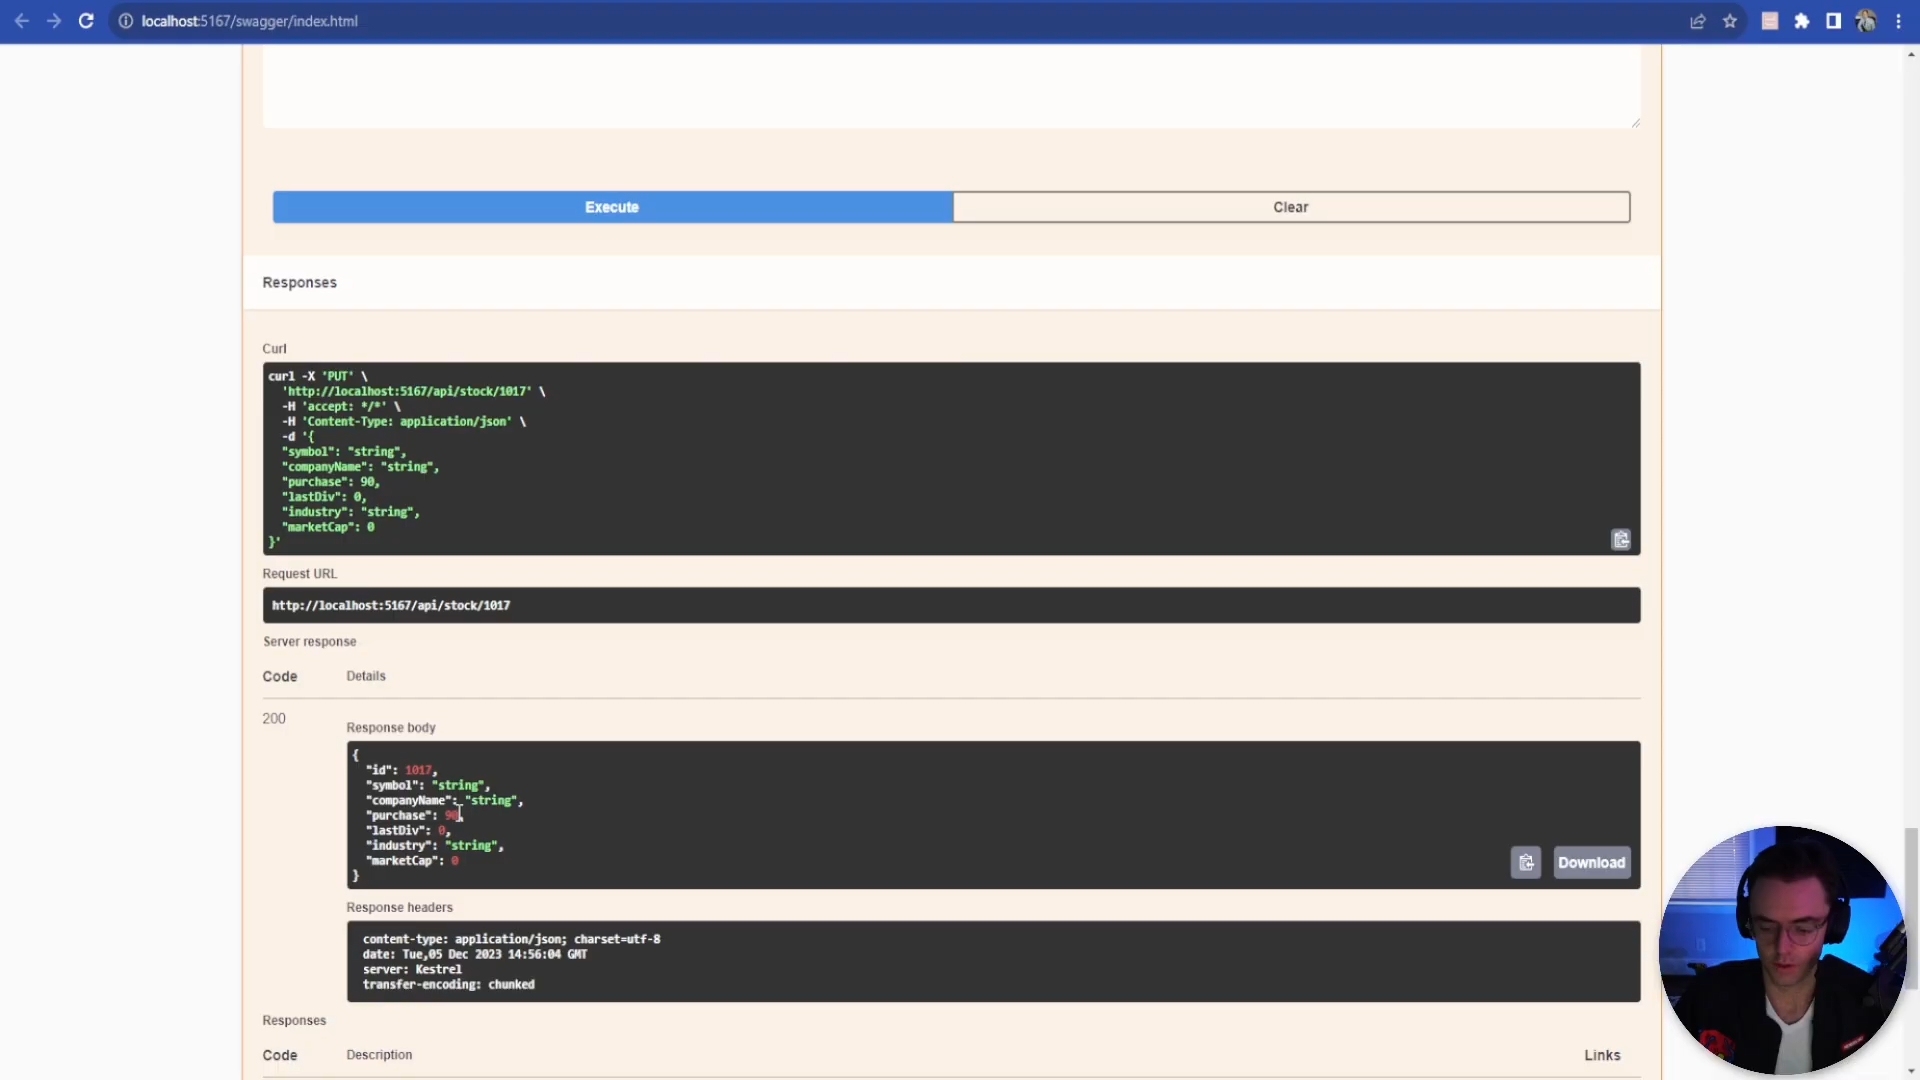 localhost:5167/swagger/index.html
Execute
Clear
Responses
Curl
curl -X 'PUT' \
'http://localhost:5167/api/stock/1017' \
-H 'accept: */*' \
-H 'Content-Type: application/json' \
-d '{
"symbol": "string",
"companyName": "string",
"purchase": 90,
"lastDiv": 0,
"industry": "string",
"marketCap": 0
}'
Request URL
http://localhost:5167/api/stock/1017
Server response
Code Details
200
Response body
{
"id": 1017,
"symbol": "string",
"companyName": "string",
"purchase": 90,
"lastDiv": 0,
"industry": "string",
"marketCap": 0
}
Download
Response headers
content-type: application/json; charset=utf-8
date: Tue,05 Dec 2023 14:56:04 GMT
server: Kestrel
transfer-encoding: chunked
Responses
Code Description Links